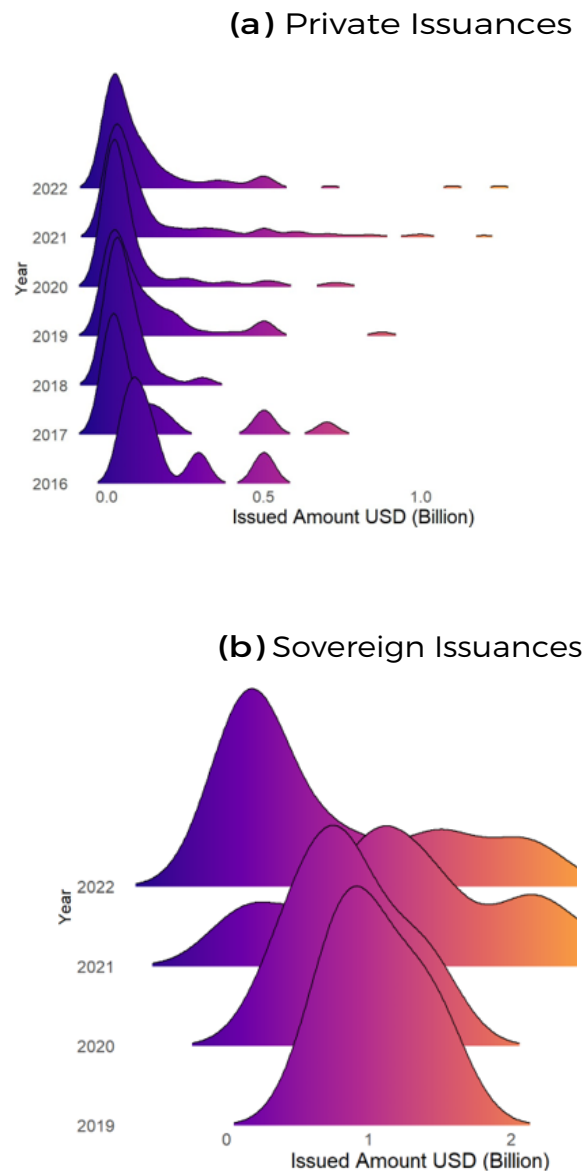 (a) Private Issuances
2022
2021
2020
2019
2018
2017
2016
Year
0.0 0.5 1.0
Issued Amount USD (Billion)
(b) Sovereign Issuances
2022
2021
2020
2019
Year
0 1 2
Issued Amount USD (Billion)